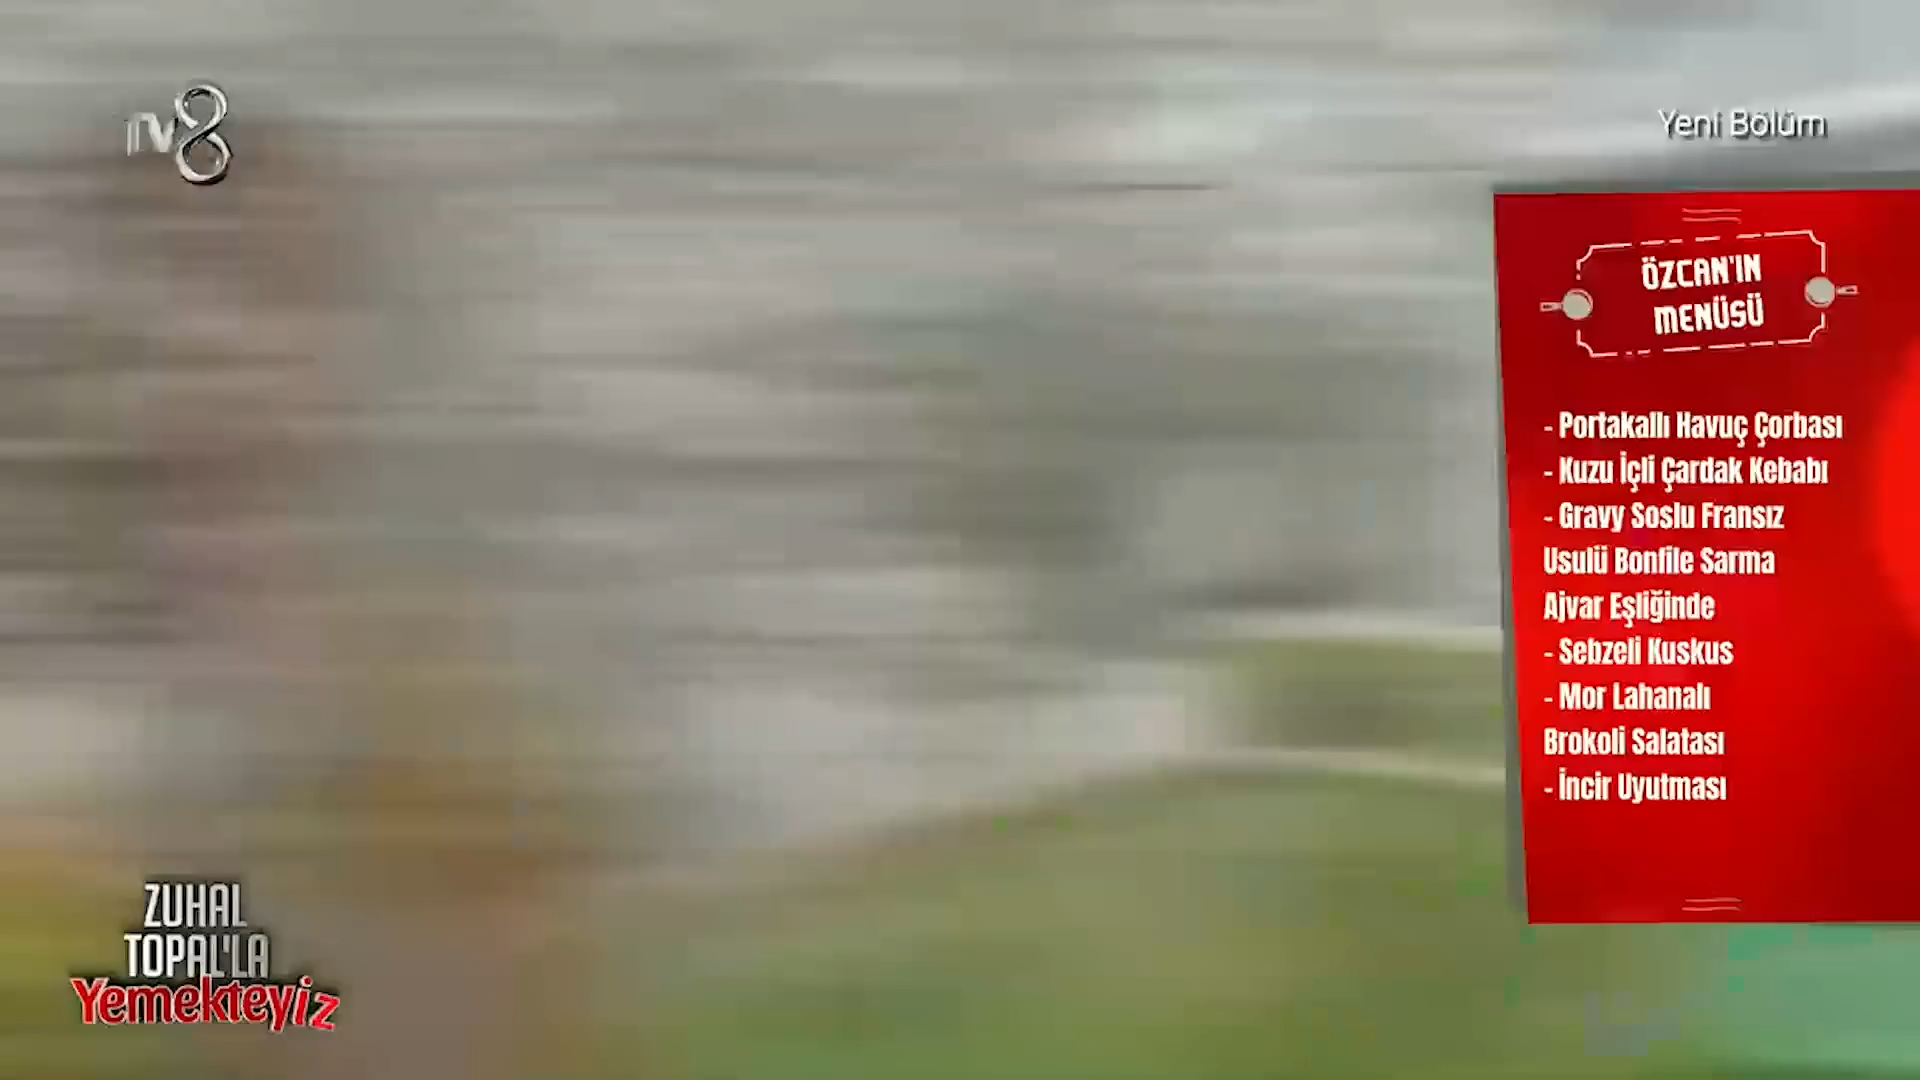 TV8
Yeni Bölüm
ÖZCAN'IN
MENÜSÜ
- Portakallı Havuç Çorbası
- Kuzu İçli Çardak Kebabı
- Gravy Soslu Fransız
Usulü Bonfile Sarma
Ajvar Eşliğinde
- Sebzeli Kuskus
- Mor Lahanalı
Brokoli Salatası
- İncir Uyutması
ZUHAL
TOPAL'LA
Yemekteyiz